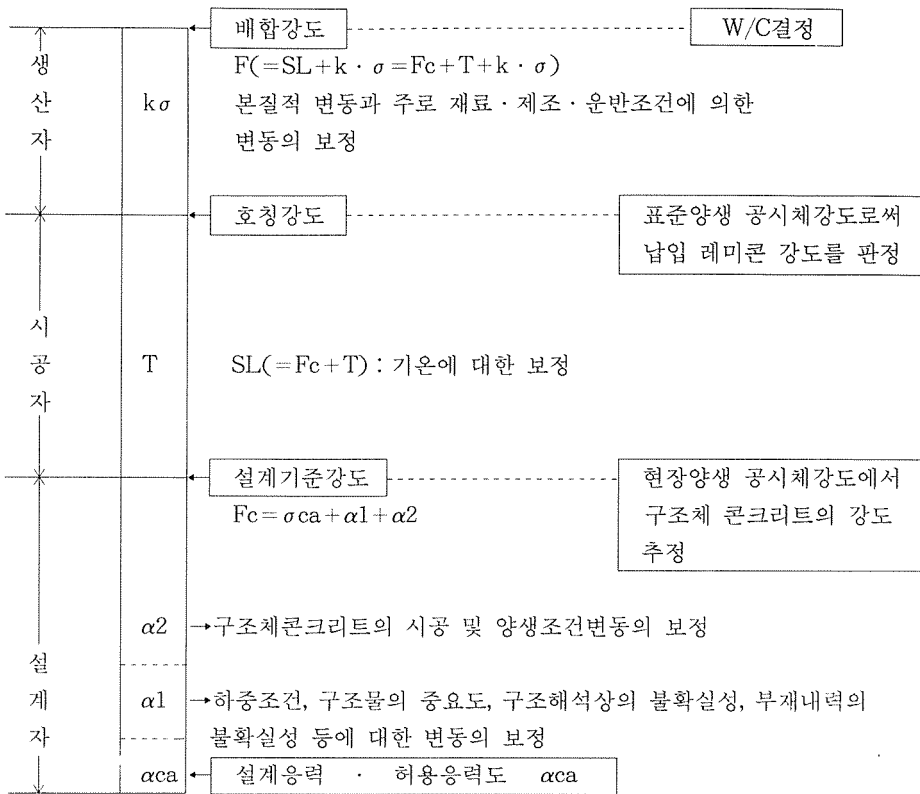 배합강도 W/C결정
F(=SL+k·σ=Fc+T+k·σ)
생산자 kσ 본질적 변동과 주로 재료·제조·운반조건에 의한
변동의 보정
호칭강도 표준양생 공시체강도로써
납입 레미콘 강도를 판정
시공자 T SL(=Fc+T) : 기온에 대한 보정
설계기준강도 현장양생 공시체강도에서
Fc=σca+α1+α2 구조체 콘크리트의 강도
추정
α2 →구조체콘크리트의 시공 및 양생조건변동의 보정
설계자 α1 →하중조건, 구조물의 중요도, 구조해석상의 불확실성, 부재내력의
불확실성 등에 대한 변동의 보정
αca 설계응력 · 허용응력도 αca